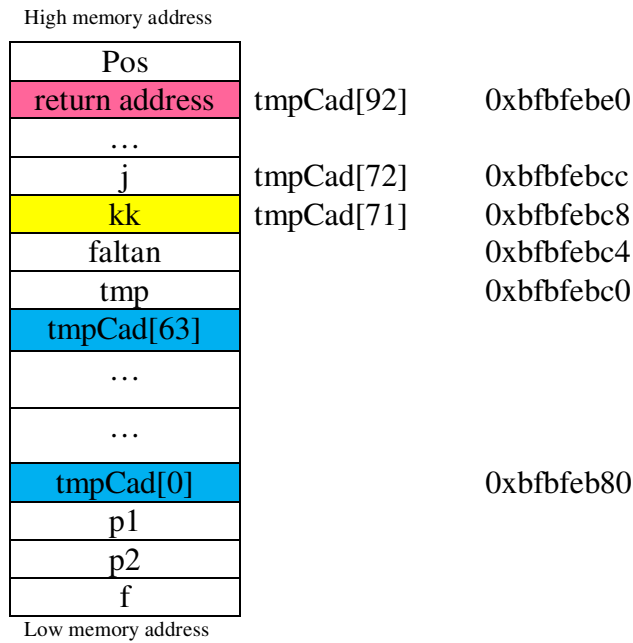 High memory address
Pos
return address tmpCad[92] 0xbfbfebe0
…
j tmpCad[72] 0xbfbfebcc
kk tmpCad[71] 0xbfbfebc8
faltan 0xbfbfebc4
tmp 0xbfbfebc0
tmpCad[63]
…
…
tmpCad[0] 0xbfbfeb80
p1
p2
f
Low memory address